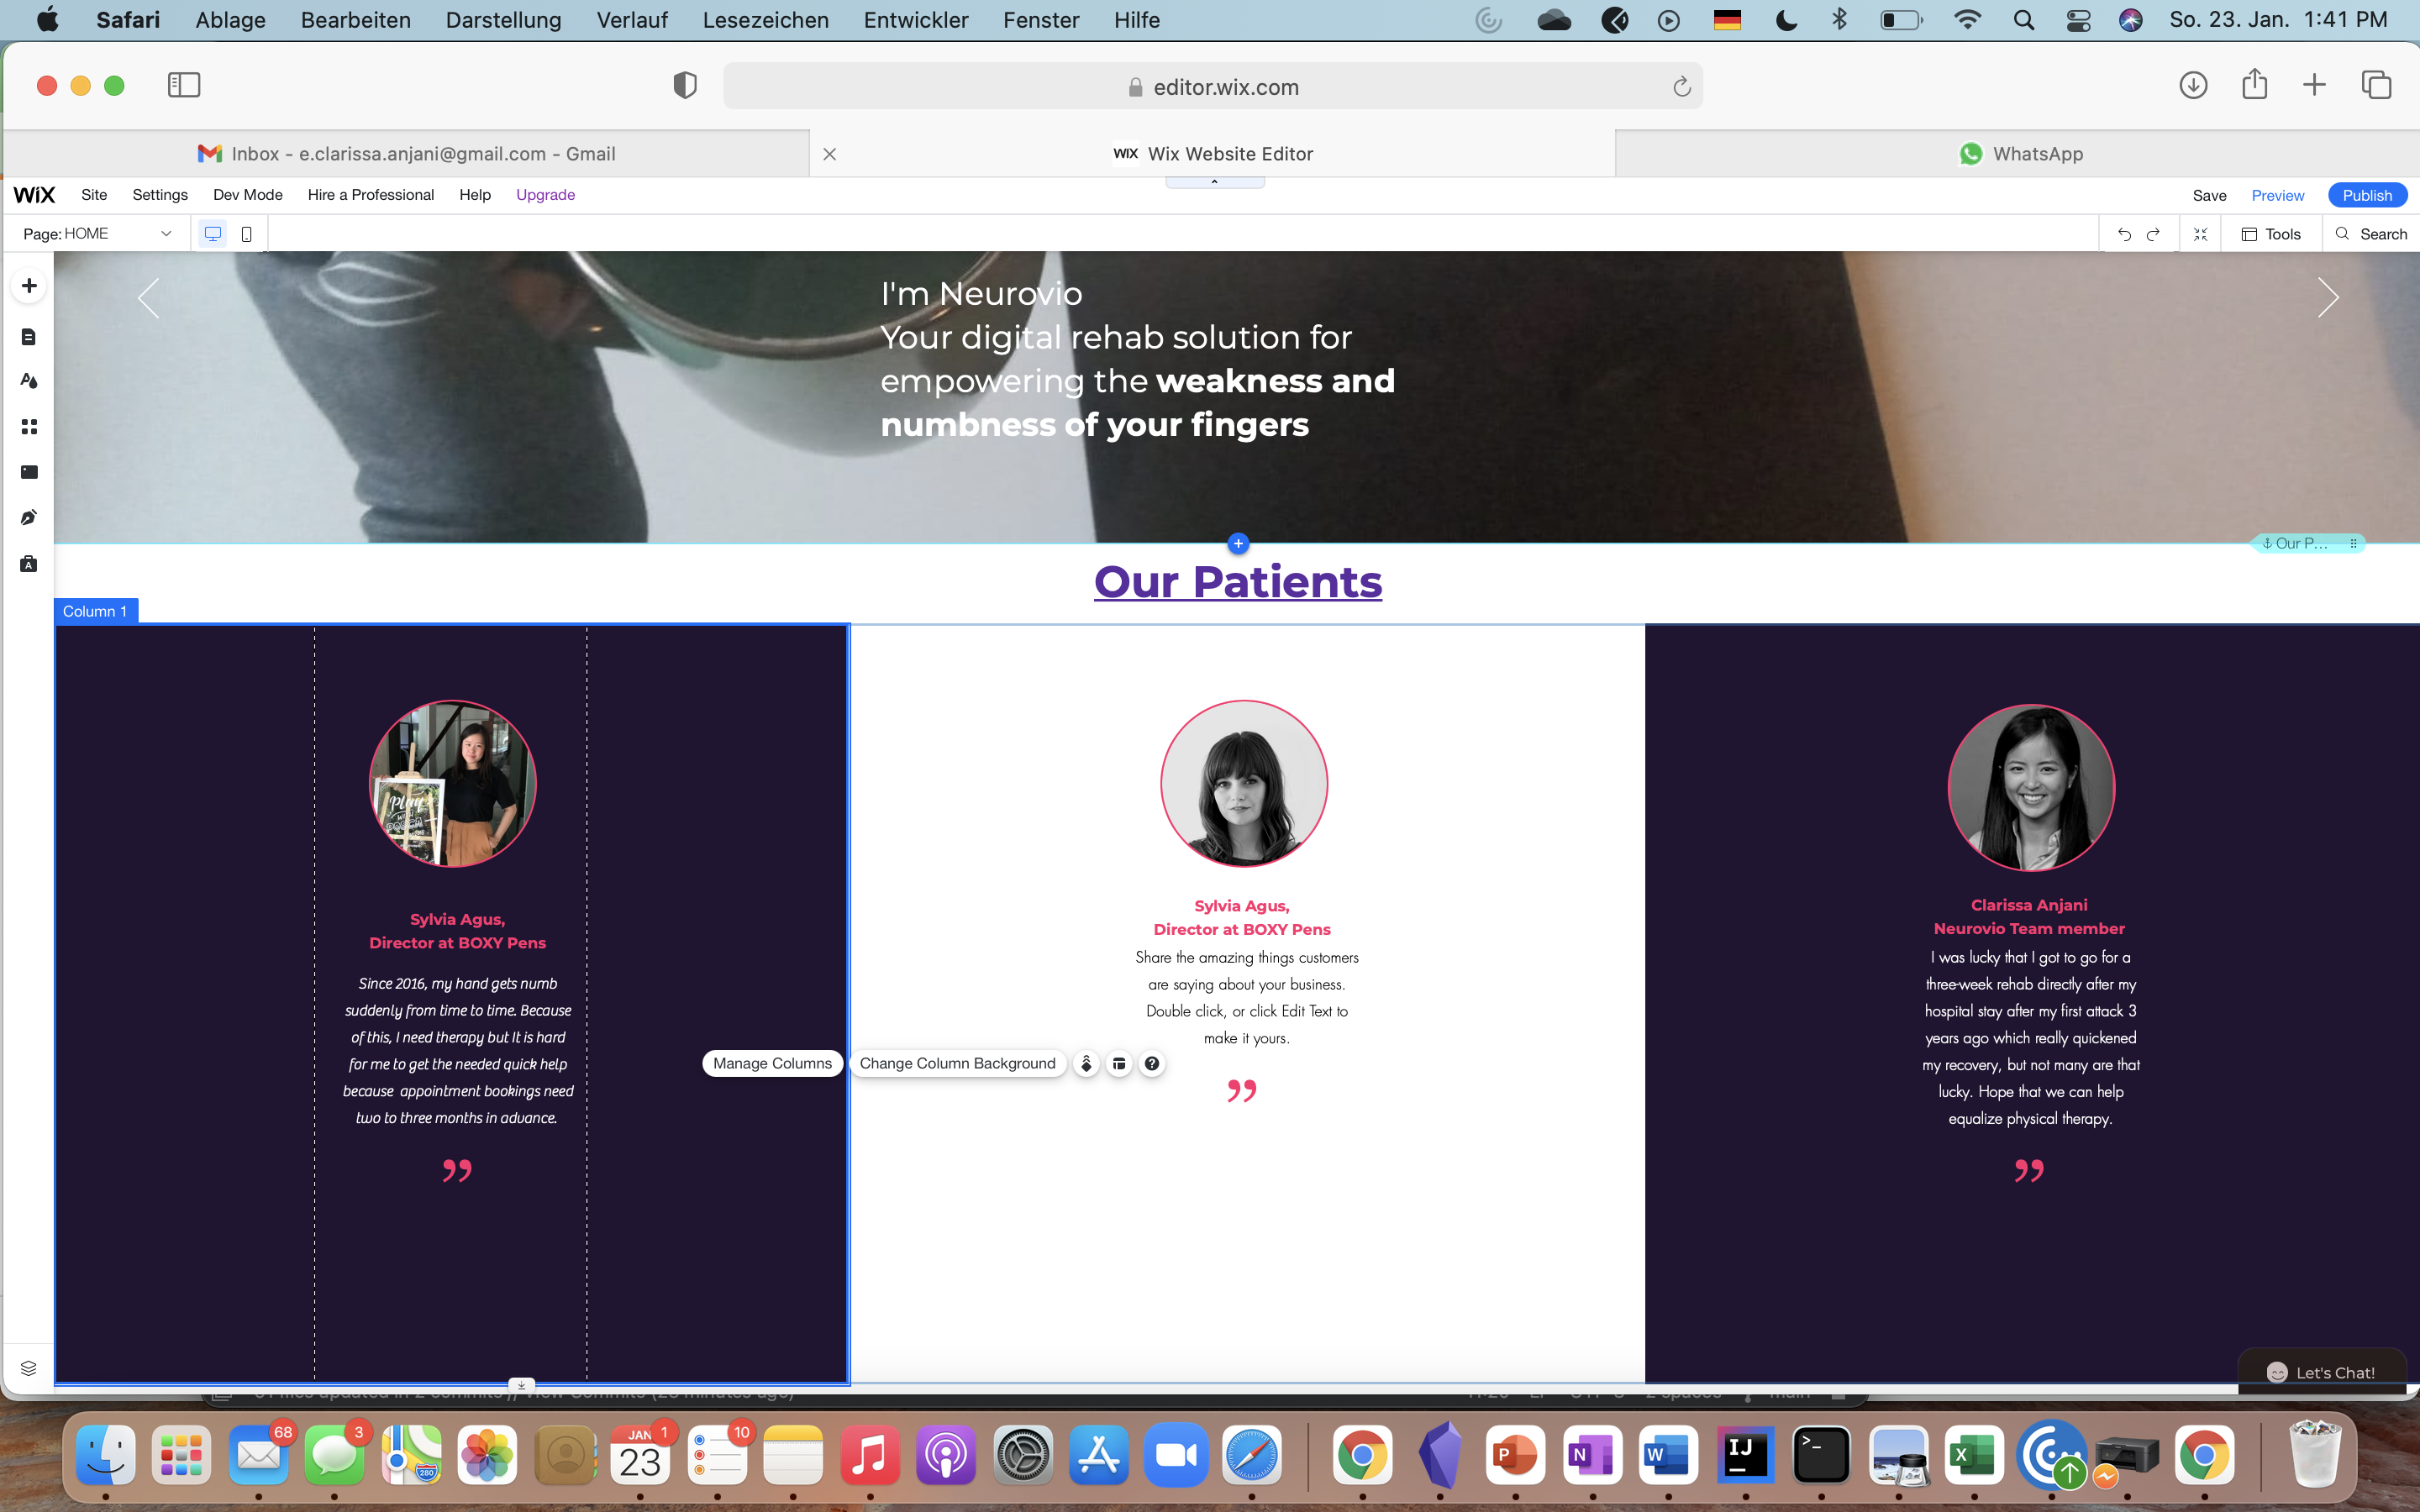 Safari Ablage Bearbeiten Darstellung Verlauf Lesezeichen Entwickler Fenster Hilfe So. 23. Jan. 1:41 PM
editor.wix.com
Inbox - e.clarissa.anjani@gmail.com - Gmail
WIX Wix Website Editor
WhatsApp
WiX Site Settings Dev Mode Hire a Professional Help Upgrade Save Preview Publish
Page: HOME Tools Search
I'm Neurovio
Your digital rehab solution for
empowering the weakness and
numbness of your fingers
Our P...
Our Patients
Column 1
Play
Sylvia Agus,
Director at BOXY Pens
Since 2016, my hand gets numb
suddenly from time to time. Because
of this, I need therapy but It is hard
for me to get the needed quick help
because appointment bookings need
two to three months in advance.
”
Manage Columns Change Column Background ?
Sylvia Agus,
Director at BOXY Pens
Share the amazing things customers
are saying about your business.
Double click, or click Edit Text to
make it yours.
”
Clarissa Anjani
Neurovio Team member
I was lucky that I got to go for a
three-week rehab directly after my
hospital stay after my first attack 3
years ago which really quickened
my recovery, but not many are that
lucky. Hope that we can help
equalize physical therapy.
”
Let's Chat!
68 3 280 JAN 23 1 10 P N W IJ >_ X